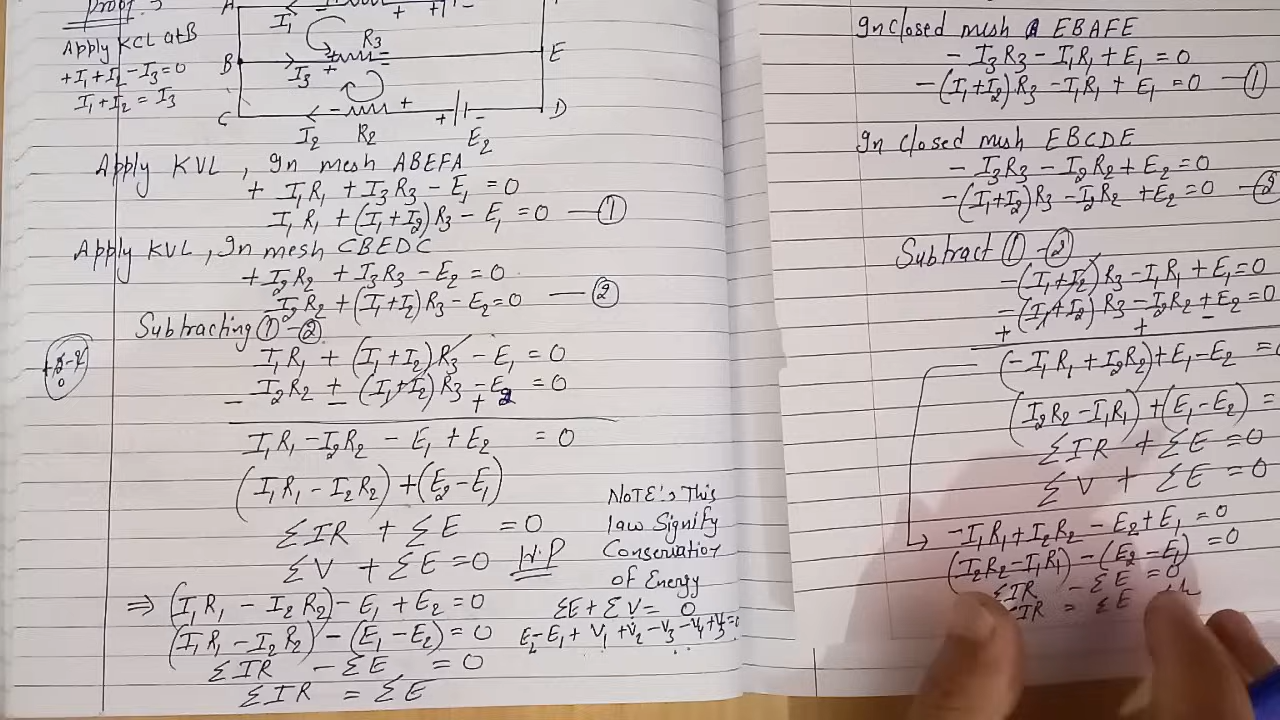 Proof :
Apply KCL at B
+I₁+I₂-I₃=0
I₁+I₂ = I₃
A
I₁
+
+
B
I₃
+
R₃
E
C
I₂
-
R₂
+
+
-
E₂
D
Apply KVL, In mesh ABEFA
+ I₁R₁ + I₃R₃ - E₁ = 0
I₁R₁ + (I₁+I₂)R₃ - E₁ = 0 — ①
Apply KVL, In mesh CBEDC
+ I₂R₂ + I₃R₃ - E₂ = 0
I₂R₂ + (I₁+I₂)R₃ - E₂ = 0 — ②
Subtracting ① - ②
I₁R₁ + (I₁+I₂)R₃ - E₁ = 0
I₂R₂ + (I₁+I₂)R₃ - E₂ = 0
- - +
I₁R₁ - I₂R₂ - E₁ + E₂ = 0
(I₁R₁ - I₂R₂) + (E₂ - E₁)
ΣIR + ΣE = 0
ΣV + ΣE = 0 H.P
⇒ (I₁R₁ - I₂R₂) - E₁ + E₂ = 0
(I₁R₁ - I₂R₂) - (E₁ - E₂) = 0
ΣIR - ΣE = 0
ΣIR = ΣE
NOTE: This
law Signify
Conservation
of Energy
ΣE + ΣV = 0
In closed mesh EBAFE
- I₃R₃ - I₁R₁ + E₁ = 0
- (I₁+I₂)R₃ - I₁R₁ + E₁ = 0 — ①
In closed mesh EBCDE
- I₃R₃ - I₂R₂ + E₂ = 0
- (I₁+I₂)R₃ - I₂R₂ + E₂ = 0 — ②
Subtract ① - ②
- (I₁+I₂)R₃ - I₁R₁ + E₁ = 0
- (I₁+I₂)R₃ - I₂R₂ + E₂ = 0
+ + -
(-I₁R₁ + I₂R₂) + E₁ - E₂ =
(I₂R₂ - I₁R₁) + (E₁ - E₂) =
ΣIR + ΣE = 0
ΣV + ΣE = 0
-I₁R₁ + I₂R₂ - E₂ + E₁ = 0
(I₂R₂ - I₁R₁) - (E₂ - E₁) = 0
ΣIR - ΣE = 0
ΣIR = ΣE